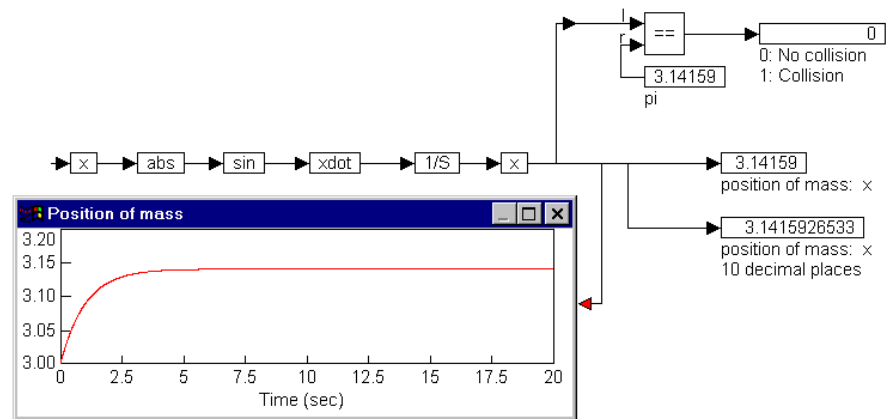 l
r
==
0
0: No collision
1: Collision
3.14159
pi
x
abs
sin
xdot
1/S
x
3.14159
position of mass: x
3.1415926533
position of mass: x
10 decimal places
Position of mass
3.20
3.15
3.10
3.05
3.00
0 2.5 5 7.5 10 12.5 15 17.5 20
Time (sec)